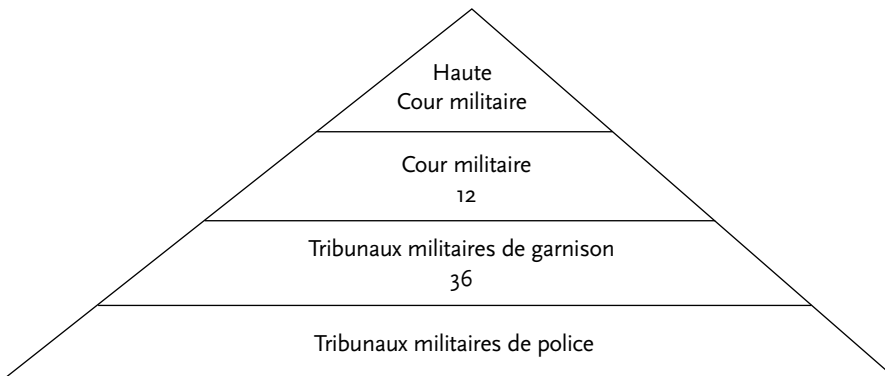 Haute
Cour militaire
Cour militaire
12
Tribunaux militaires de garnison
36
Tribunaux militaires de police